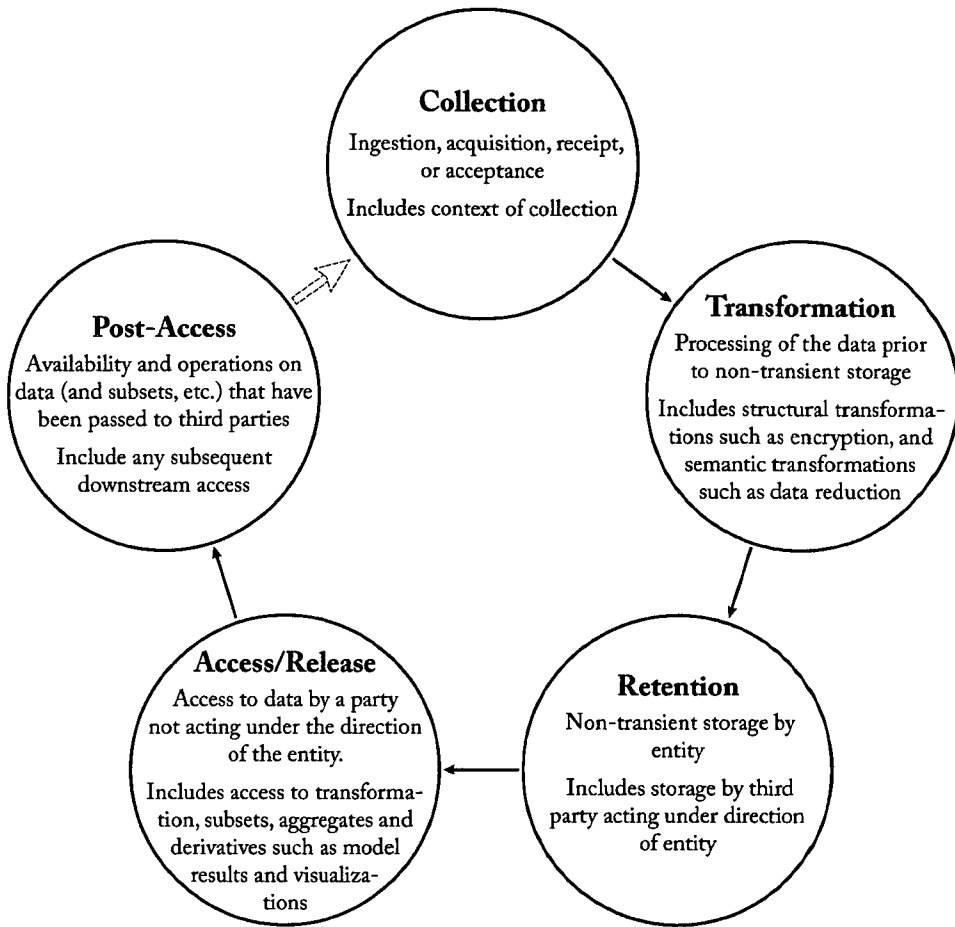 Collection
Ingestion, acquisition, receipt,
or acceptance
Includes context of collection
Transformation
Processing of the data prior
to non-transient storage
Includes structural transforma-
tions such as encryption, and
semantic transformations
such as data reduction
Retention
Non-transient storage by
entity
Includes storage by third
party acting under direction
of entity
Access/Release
Access to data by a party
not acting under the direction
of the entity.
Includes access to transforma-
tion, subsets, aggregates and
derivatives such as model
results and visualiza-
tions
Post-Access
Availability and operations on
data (and subsets, etc.) that have
been passed to third parties
Include any subsequent
downstream access